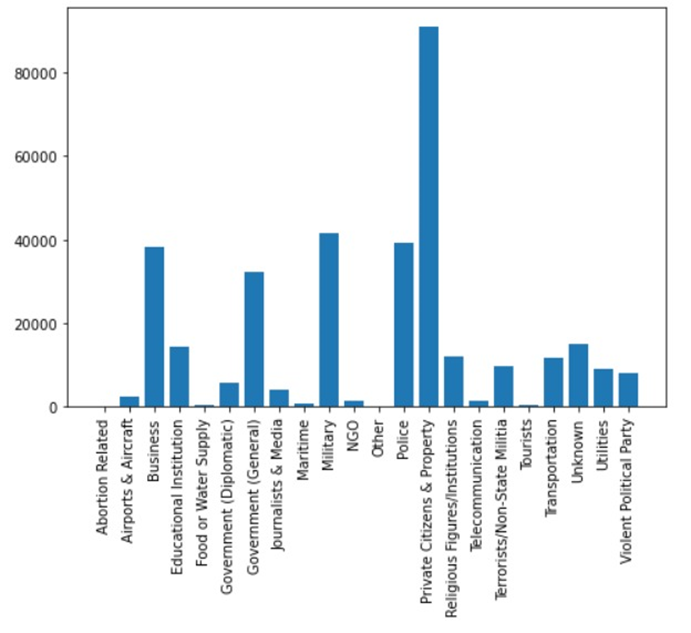 80000
60000
40000
20000
0
Abortion Related
Airports & Aircraft
Business
Educational Institution
Food or Water Supply
Government (Diplomatic)
Government (General)
Journalists & Media
Maritime
Military
NGO
Other
Police
Private Citizens & Property
Religious Figures/Institutions
Telecommunication
Terrorists/Non-State Militia
Tourists
Transportation
Unknown
Utilities
Violent Political Party